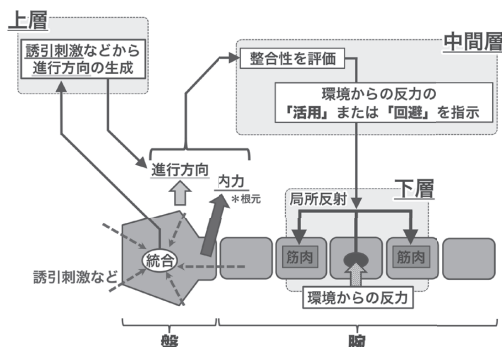 上層
誘引刺激などから
進行方向の生成
中間層
整合性を評価
環境からの反力の
『活用』または『回避』を指示
進行方向
内力
＊根元
下層
局所反射
統合
誘引刺激など
筋肉
筋肉
環境からの反力
盤
腕